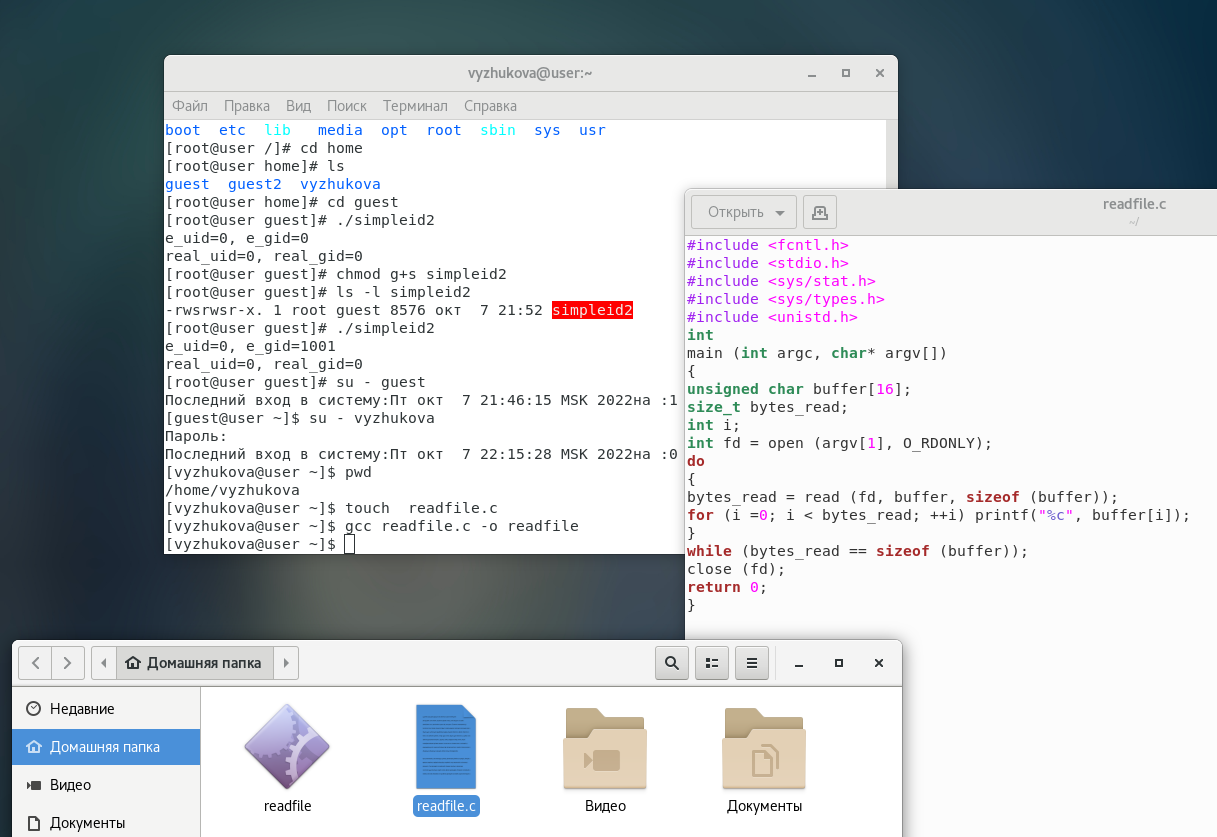 vyzhukova@user:~
Файл Правка Вид Поиск Терминал Справка
boot etc lib media opt root sbin sys usr
[root@user /]# cd home
[root@user home]# ls
guest guest2 vyzhukova
[root@user home]# cd guest
[root@user guest]# ./simpleid2
e_uid=0, e_gid=0
real_uid=0, real_gid=0
[root@user guest]# chmod g+s simpleid2
[root@user guest]# ls -l simpleid2
-rwsrwsr-x. 1 root guest 8576 окт  7 21:52 simpleid2
[root@user guest]# ./simpleid2
e_uid=0, e_gid=1001
real_uid=0, real_gid=0
[root@user guest]# su - guest
Последний вход в систему:Пт окт  7 21:46:15 MSK 2022на :1
[guest@user ~]$ su - vyzhukova
Пароль:
Последний вход в систему:Пт окт  7 22:15:28 MSK 2022на :0
[vyzhukova@user ~]$ pwd
/home/vyzhukova
[vyzhukova@user ~]$ touch  readfile.c
[vyzhukova@user ~]$ gcc readfile.c -o readfile
[vyzhukova@user ~]$
Открыть
readfile.c
~/
#include <fcntl.h>
#include <stdio.h>
#include <sys/stat.h>
#include <sys/types.h>
#include <unistd.h>
int
main (int argc, char* argv[])
{
unsigned char buffer[16];
size_t bytes_read;
int i;
int fd = open (argv[1], O_RDONLY);
do
{
bytes_read = read (fd, buffer, sizeof (buffer));
for (i =0; i < bytes_read; ++i) printf("%c", buffer[i]);
}
while (bytes_read == sizeof (buffer));
close (fd);
return 0;
}
Домашняя папка
Недавние
Домашняя папка
Видео
Документы
readfile
readfile.c
Видео
Документы